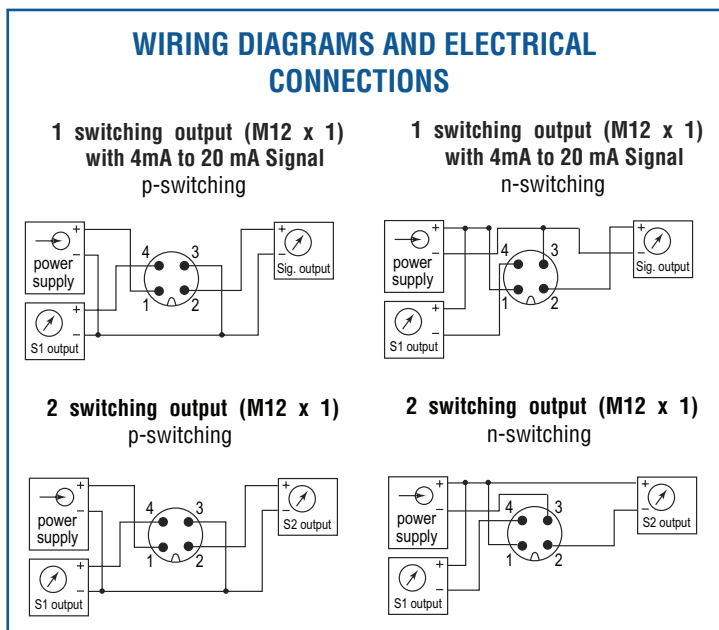 WIRING DIAGRAMS AND ELECTRICAL
CONNECTIONS
1 switching output (M12 x 1)
with 4mA to 20 mA Signal
p-switching
+
−
power
supply
+
−
S1 output
4
3
1
2
+
−
Sig. output
1 switching output (M12 x 1)
with 4mA to 20 mA Signal
n-switching
+
−
power
supply
+
−
S1 output
4
3
1
2
+
−
Sig. output
2 switching output (M12 x 1)
p-switching
+
−
power
supply
+
−
S1 output
4
3
1
2
+
−
S2 output
2 switching output (M12 x 1)
n-switching
+
−
power
supply
+
−
S1 output
4
3
1
2
+
−
S2 output